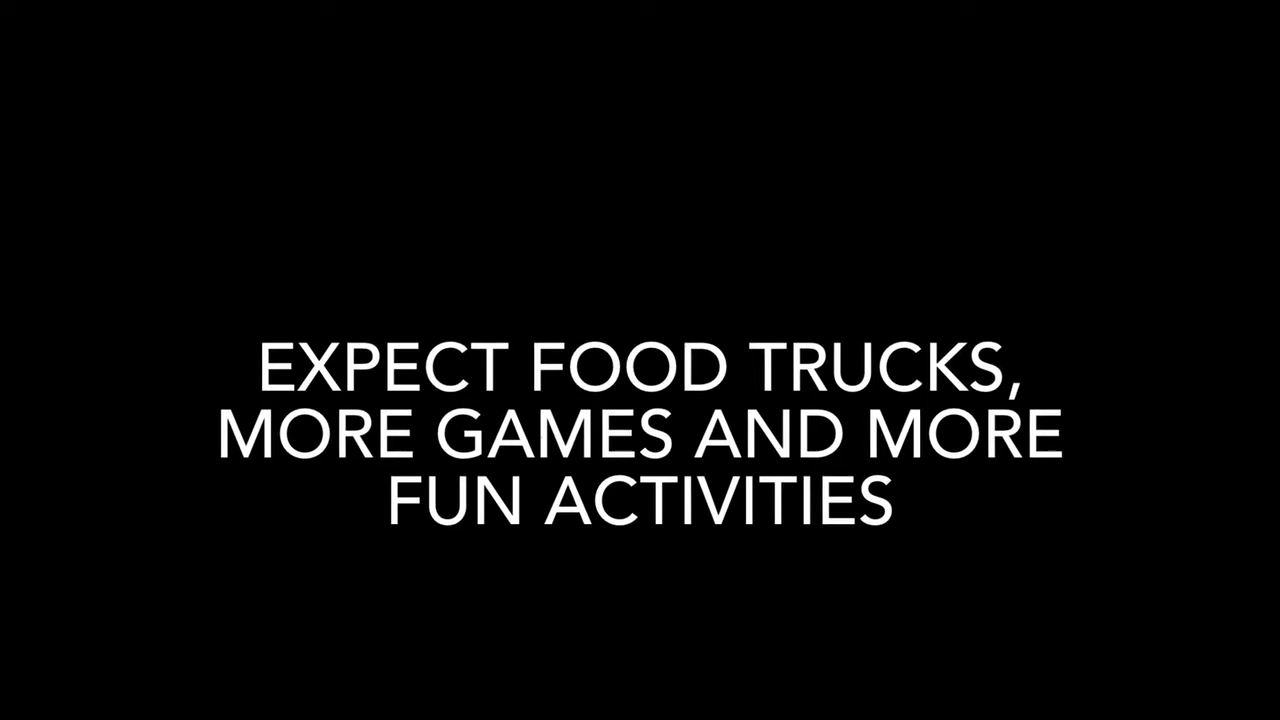 EXPECT FOOD TRUCKS,
MORE GAMES AND MORE
FUN ACTIVITIES